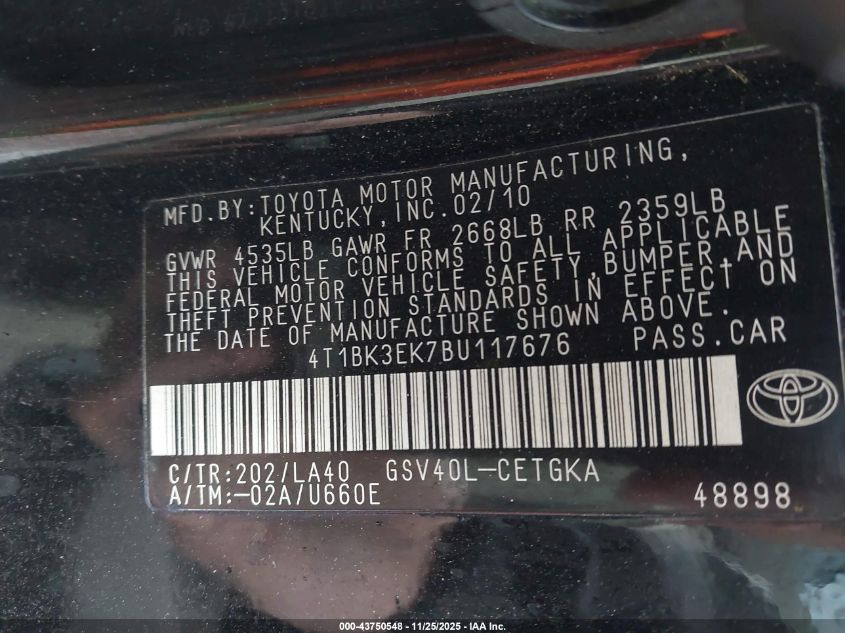 MFD.BY:TOYOTA MOTOR MANUFACTURING,
KENTUCKY,INC.02/10
GVWR 4535LB GAWR FR 2668LB RR 2359LB
THIS VEHICLE CONFORMS TO ALL APPLICABLE
FEDERAL MOTOR VEHICLE SAFETY,BUMPER,AND
THEFT PREVENTION STANDARDS IN EFFECT ON
THE DATE OF MANUFACTURE SHOWN ABOVE.
4T1BK3EK7BU117676 PASS.CAR
C/TR:202/LA40 GSV40L-CETGKA
A/TM:-02A/U660E 48898
000-43750548 - 11/25/2025 - IAA Inc.